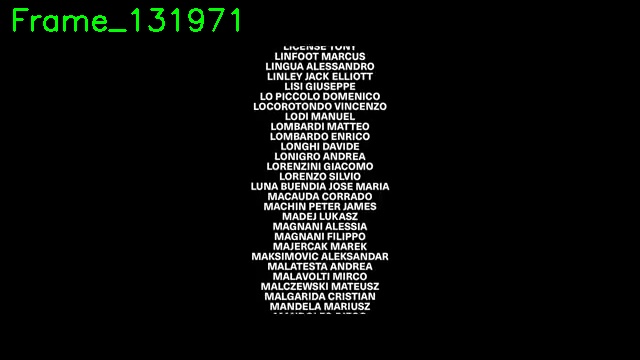 Frame_131971
LICENSE TONY
LINFOOT MARCUS
LINGUA ALESSANDRO
LINLEY JACK ELLIOTT
LISI GIUSEPPE
LO PICCOLO DOMENICO
LOCOROTONDO VINCENZO
LODI MANUEL
LOMBARDI MATTEO
LOMBARDO ENRICO
LONGHI DAVIDE
LONIGRO ANDREA
LORENZINI GIACOMO
LORENZO SILVIO
LUNA BUENDIA JOSE MARIA
MACAUDA CORRADO
MACHIN PETER JAMES
MADEJ LUKASZ
MAGNANI ALESSIA
MAGNANI FILIPPO
MAJERCAK MAREK
MAKSIMOVIC ALEKSANDAR
MALATESTA ANDREA
MALAVOLTI MIRCO
MALCZEWSKI MATEUSZ
MALGARIDA CRISTIAN
MANDELA MARIUSZ